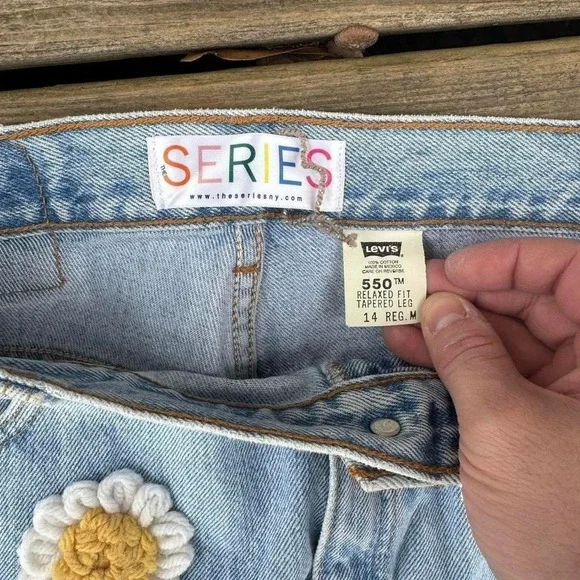 THE SERIES
www.theseriesny.com
Levi's
100% COTTON
MADE IN MEXICO
CARE ON REVERSE
550™
RELAXED FIT
TAPERED LEG
14 REG. M